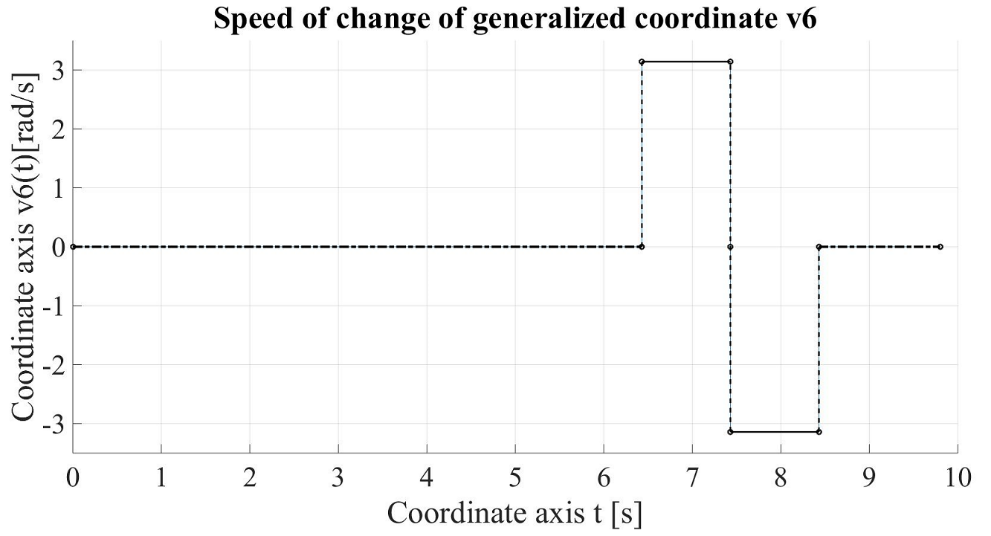 Speed of change of generalized coordinate v6
Coordinate axis v6(t)[rad/s]
3
2
1
0
-1
-2
-3
0 1 2 3 4 5 6 7 8 9 10
Coordinate axis t [s]